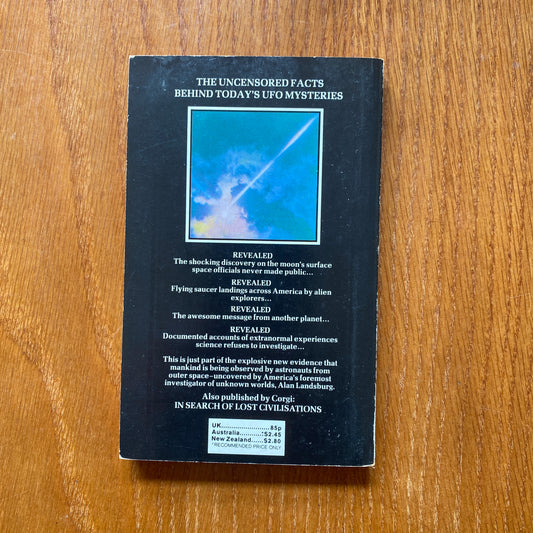 THE UNCENSORED FACTS
BEHIND TODAY'S UFO MYSTERIES
REVEALED
The shocking discovery on the moon's surface
space officials never made public...
REVEALED
Flying saucer landings across America by alien
explorers...
REVEALED
The awesome message from another planet...
REVEALED
Documented accounts of extranormal experiences
science refuses to investigate...
This is just part of the explosive new evidence that
mankind is being observed by astronauts from
outer space–uncovered by America's foremost
investigator of unknown worlds, Alan Landsburg.
Also published by Corgi:
IN SEARCH OF LOST CIVILISATIONS
UK.......................85p
Australia...........:$2.45
New Zealand......$2.80
*RECOMMENDED PRICE ONLY